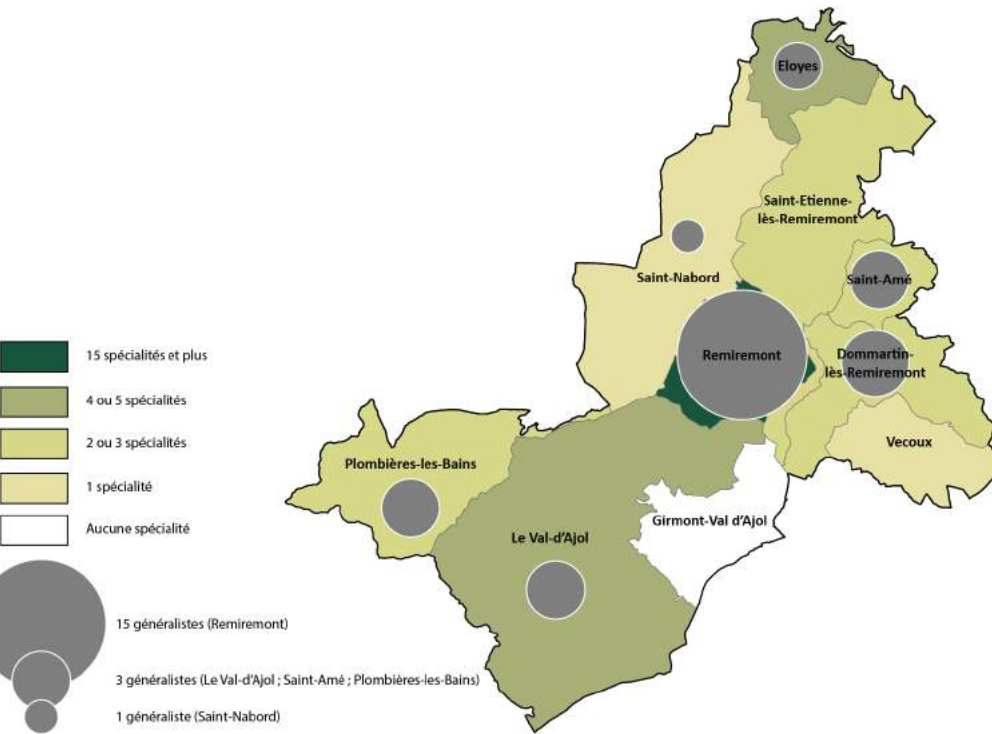 Eloyes
Saint-Etienne-
lès-Remiremont
Saint-Nabord
Saint-Amé
Remiremont
Dommartin-
lès-Remiremont
Vecoux
Plombières-les-Bains
Girmont-Val d'Ajol
Le Val-d'Ajol
15 spécialités et plus
4 ou 5 spécialités
2 ou 3 spécialités
1 spécialité
Aucune spécialité
15 généralistes (Remiremont)
3 généralistes (Le Val-d'Ajol ; Saint-Amé ; Plombières-les-Bains)
1 généraliste (Saint-Nabord)